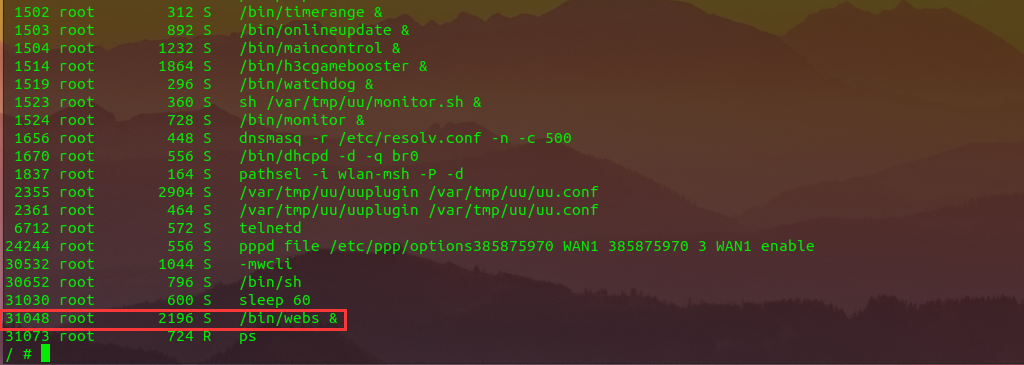 1502 root 312 S /bin/timerange &
1503 root 892 S /bin/onlineupdate &
1504 root 1232 S /bin/maincontrol &
1514 root 1864 S /bin/h3cgamebooster &
1519 root 296 S /bin/watchdog &
1523 root 360 S sh /var/tmp/uu/monitor.sh &
1524 root 728 S /bin/monitor &
1656 root 448 S dnsmasq -r /etc/resolv.conf -n -c 500
1670 root 556 S /bin/dhcpd -d -q br0
1837 root 164 S pathsel -i wlan-msh -P -d
2355 root 2904 S /var/tmp/uu/uuplugin /var/tmp/uu/uu.conf
2361 root 464 S /var/tmp/uu/uuplugin /var/tmp/uu/uu.conf
6712 root 572 S telnetd
24244 root 556 S pppd file /etc/ppp/options385875970 WAN1 385875970 3 WAN1 enable
30532 root 1044 S -mwcli
30652 root 796 S /bin/sh
31030 root 600 S sleep 60
31048 root 2196 S /bin/webs &
31073 root 724 R ps
/ #